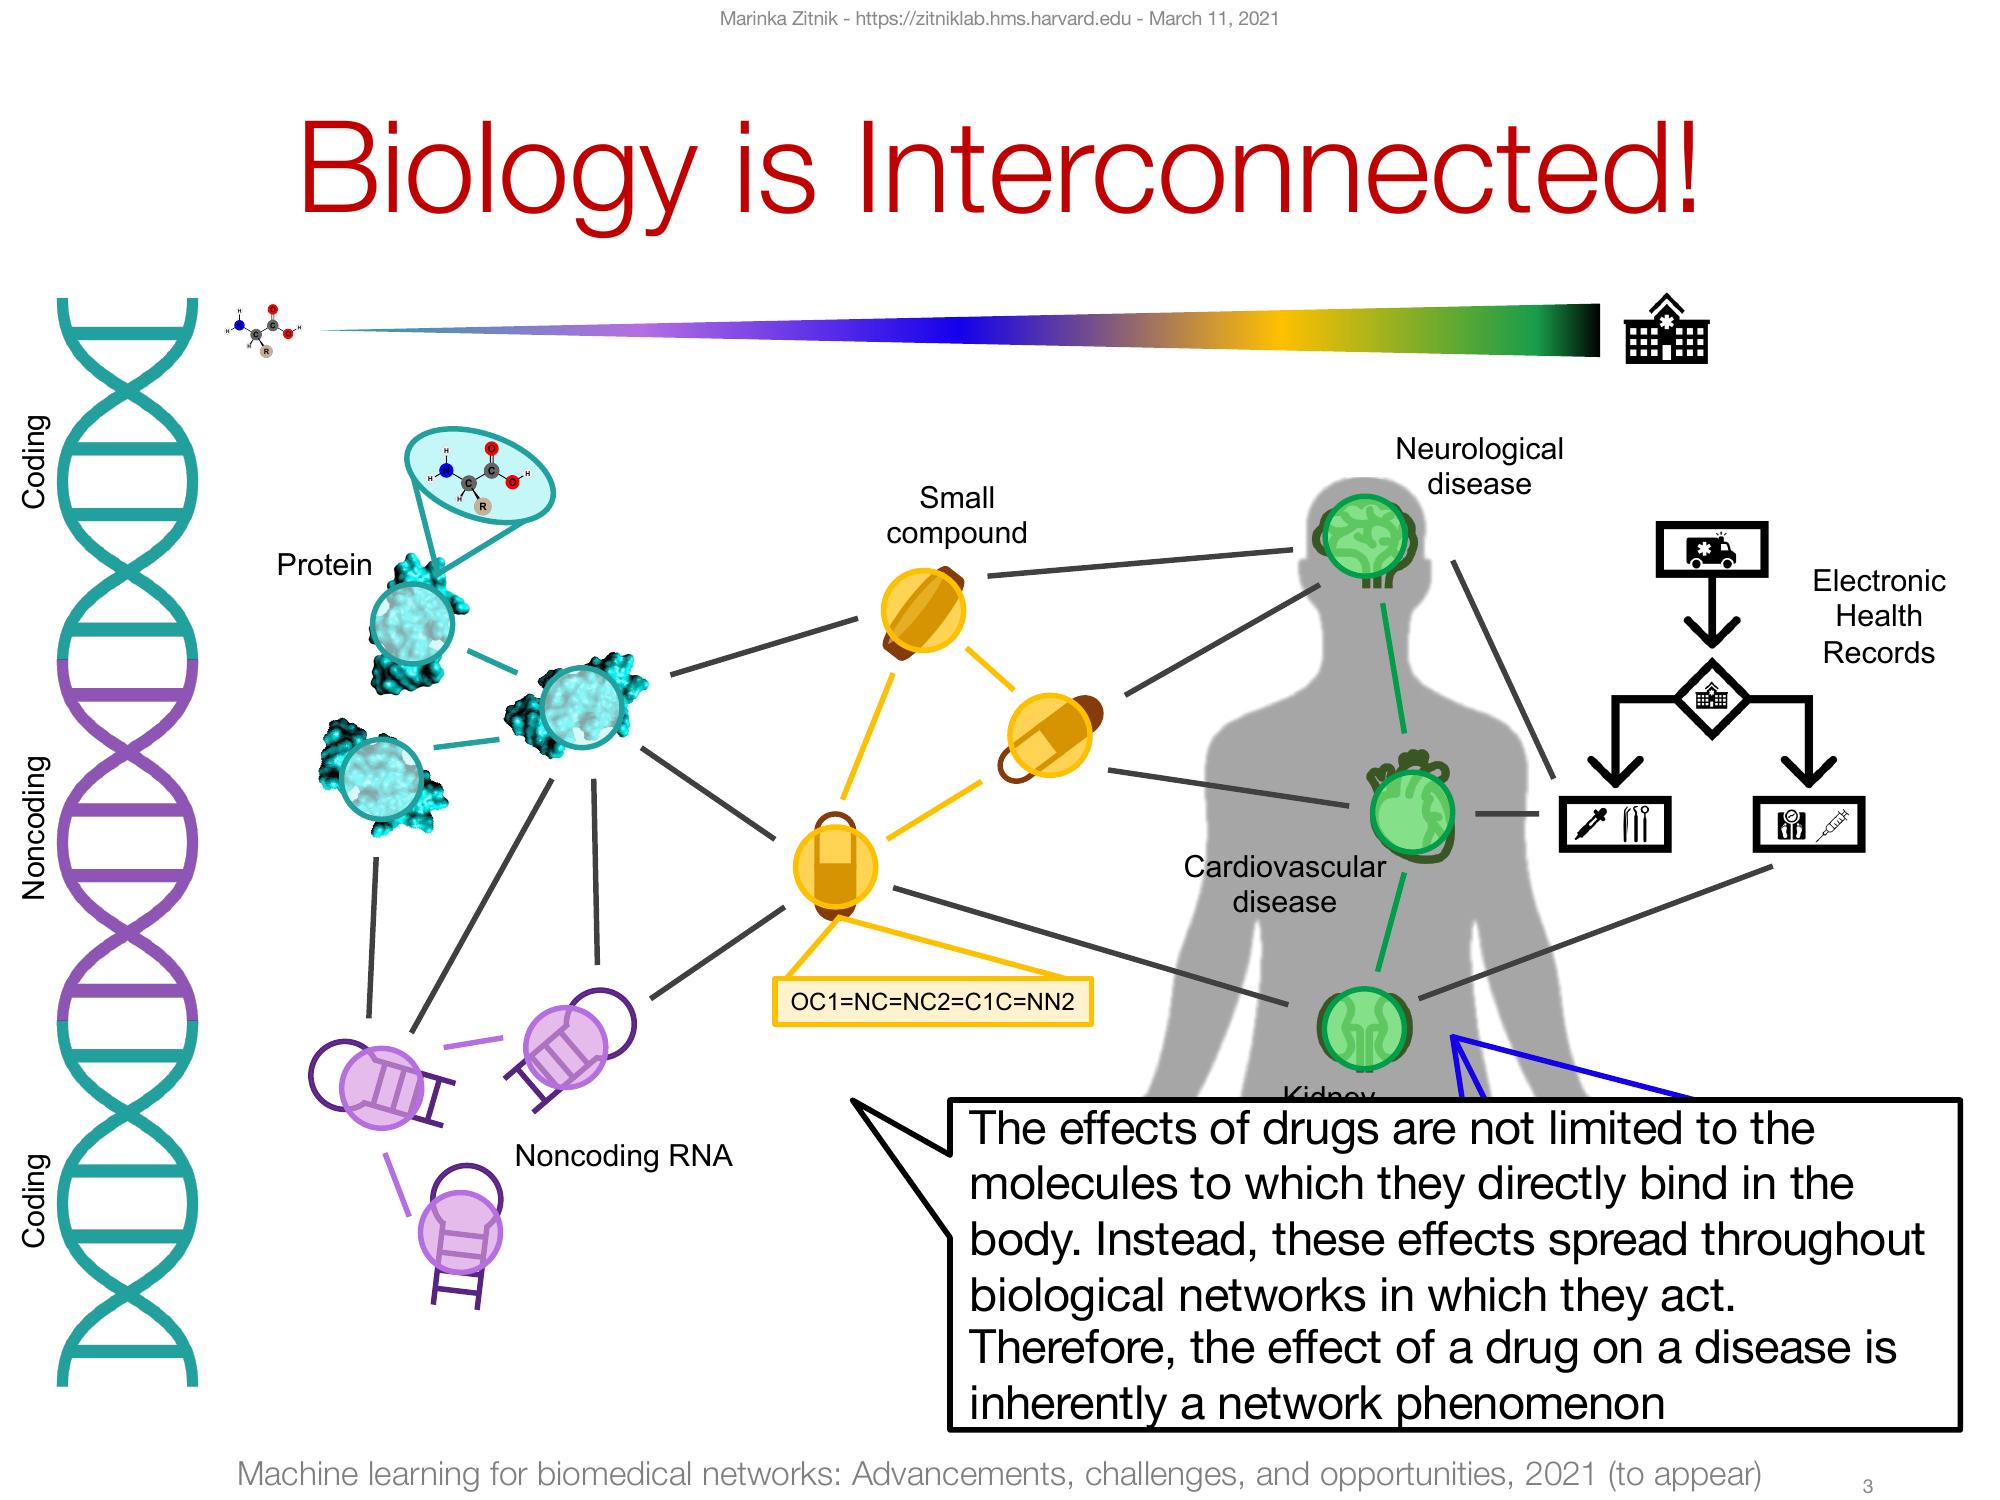 Marinka Zitnik - https://zitniklab.hms.harvard.edu - March 11, 2021
Biology is Interconnected!
Coding
Noncoding
Coding
H
N
H
C
H
C
O
O
H
R
H
N
H
C
H
C
O
O
H
R
Protein
Small
compound
Neurological
disease
Electronic
Health
Records
Cardiovascular
disease
OC1=NC=NC2=C1C=NN2
Kidney
Noncoding RNA
The effects of drugs are not limited to the
molecules to which they directly bind in the
body. Instead, these effects spread throughout
biological networks in which they act.
Therefore, the effect of a drug on a disease is
inherently a network phenomenon
Machine learning for biomedical networks: Advancements, challenges, and opportunities, 2021 (to appear)
3